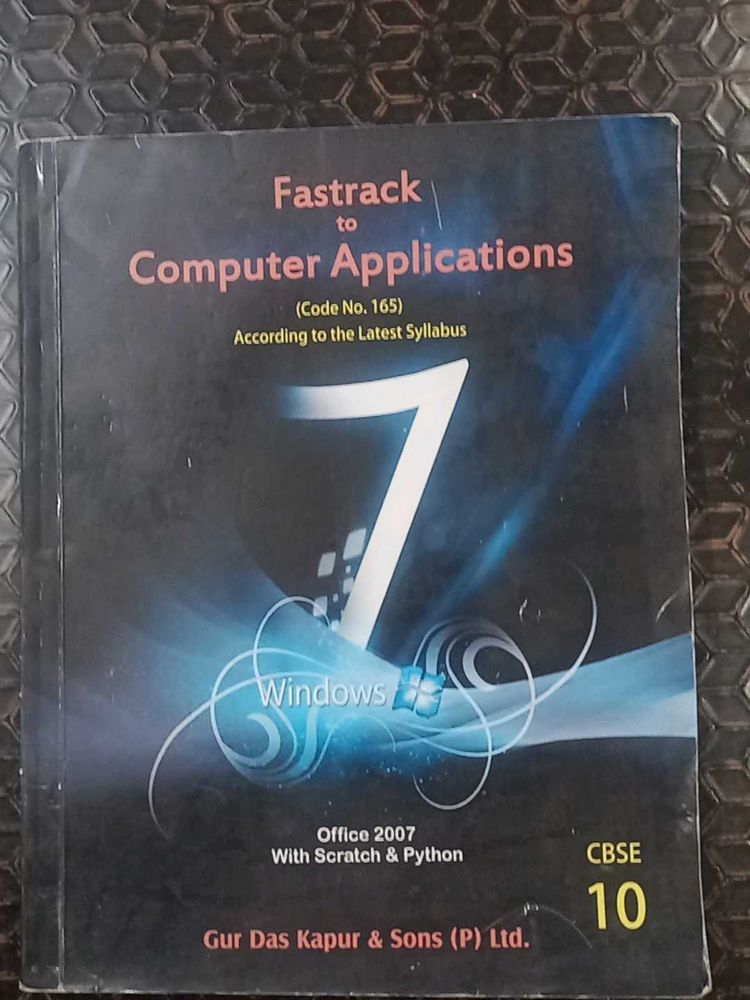 Fastrack
to
Computer Applications
(Code No. 165)
According to the Latest Syllabus
7
Windows
Office 2007
With Scratch & Python
CBSE
10
Gur Das Kapur & Sons (P) Ltd.